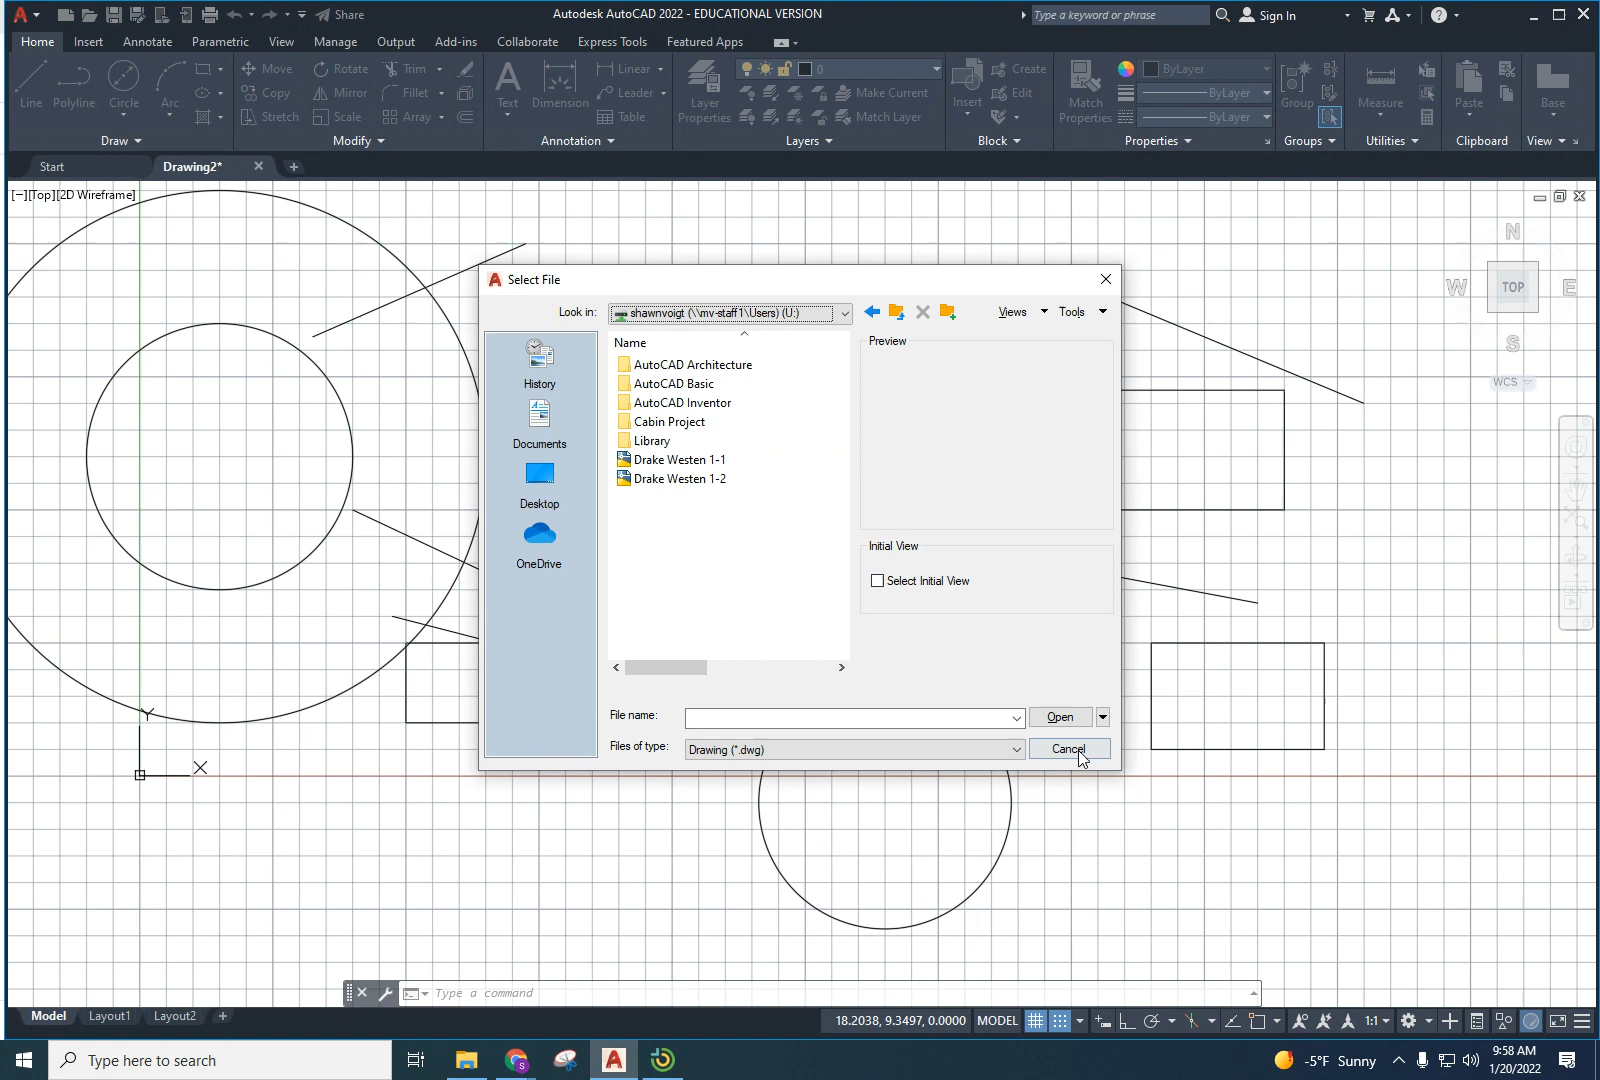 Share
Autodesk AutoCAD 2022 - EDUCATIONAL VERSION
Type a keyword or phrase
Sign In
Home Insert Annotate Parametric View Manage Output Add-ins Collaborate Express Tools Featured Apps
Line
Polyline
Circle
Arc
Draw
Move
Copy
Stretch
Rotate
Mirror
Scale
Trim
Fillet
Array
Modify
Text
Dimension
Linear
Leader
Table
Annotation
Layer
Properties
0
Make Current
Match Layer
Layers
Insert
Create
Edit
Block
Match
Properties
ByLayer
ByLayer
ByLayer
Properties
Group
Groups
Measure
Utilities
Paste
Clipboard
Base
View
Start
Drawing2*
[−][Top][2D Wireframe]
N
W
TOP
E
S
WCS
Select File
Look in:
shawnvoigt (\\mv-staff1\Users) (U:)
Views
Tools
History
Documents
Desktop
OneDrive
Name
AutoCAD Architecture
AutoCAD Basic
AutoCAD Inventor
Cabin Project
Library
Drake Westen 1-1
Drake Westen 1-2
Preview
Initial View
Select Initial View
File name:
Open
Files of type:
Drawing (*.dwg)
Cancel
Y
X
Type a command
Model Layout1 Layout2 +
18.2038, 9.3497, 0.0000
MODEL
1:1
Type here to search
-5°F Sunny
9:58 AM
1/20/2022